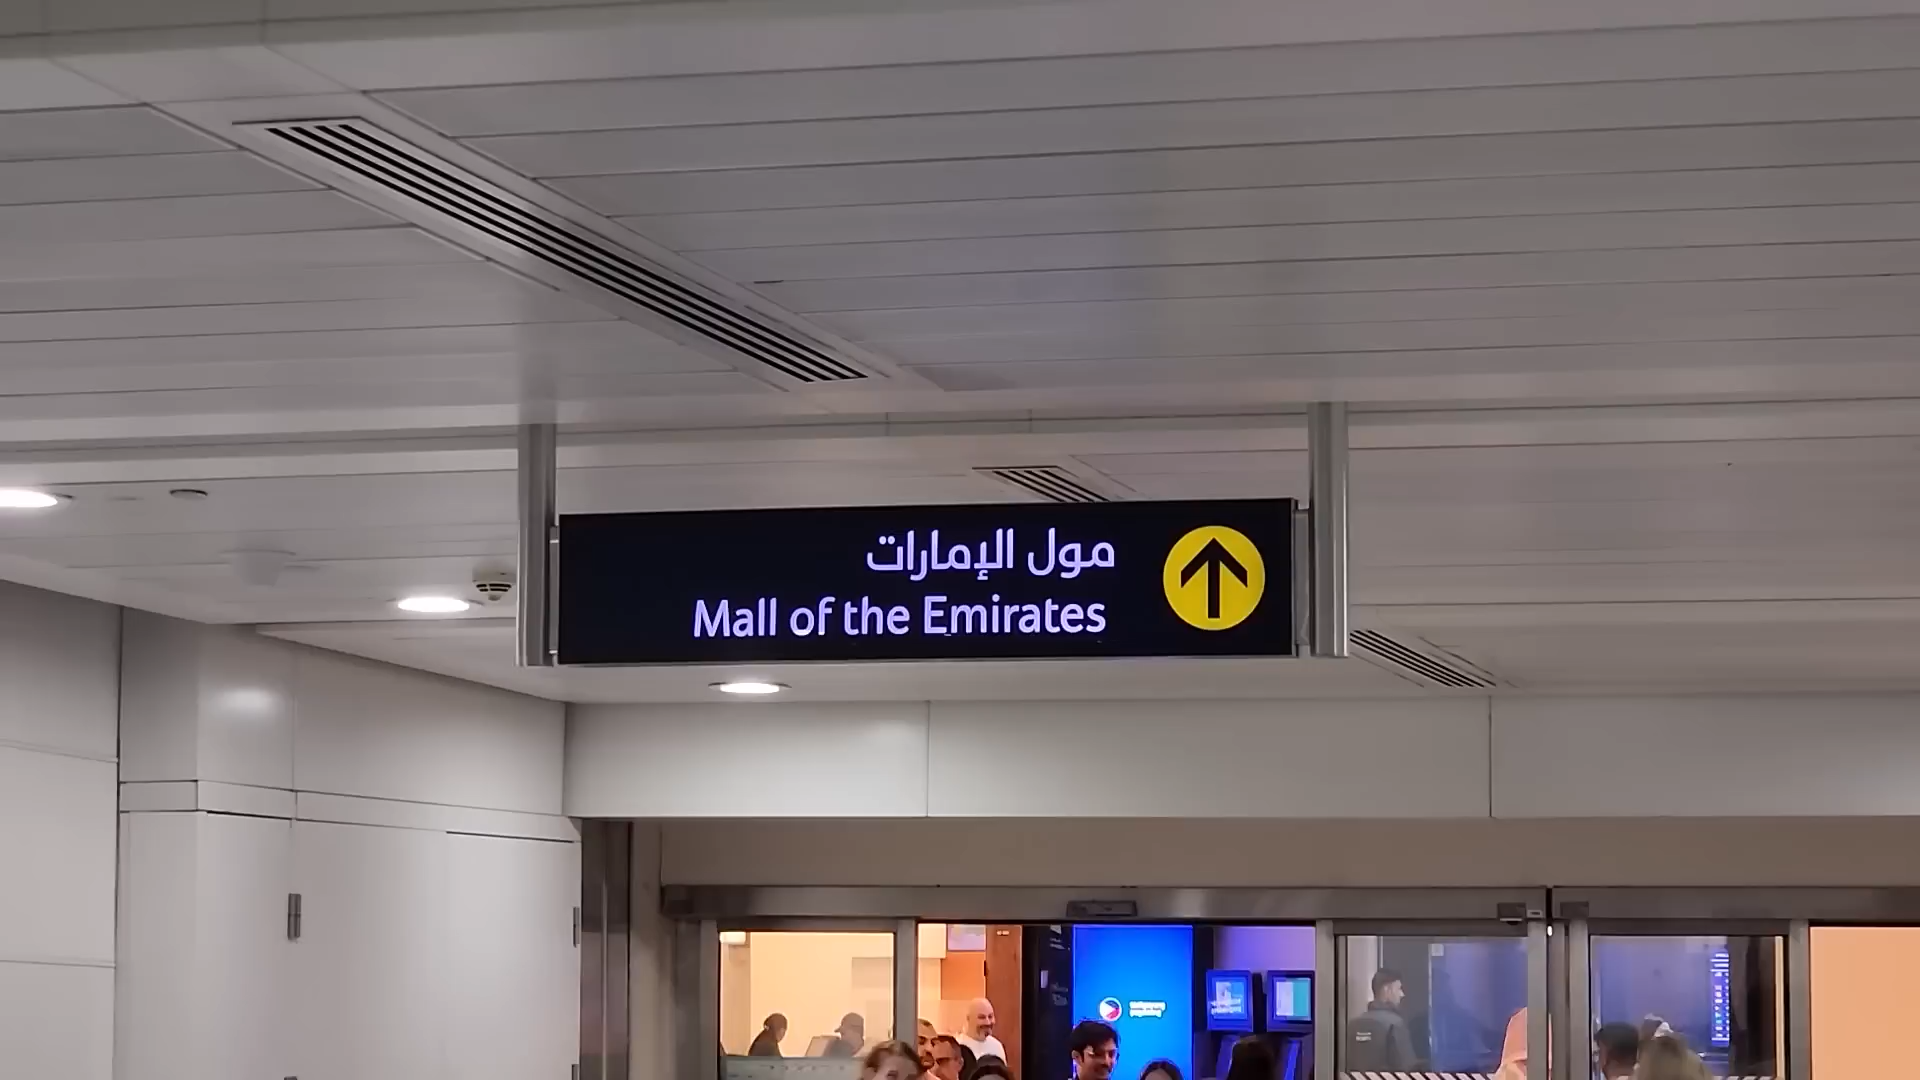 مول الإمارات
Mall of the Emirates